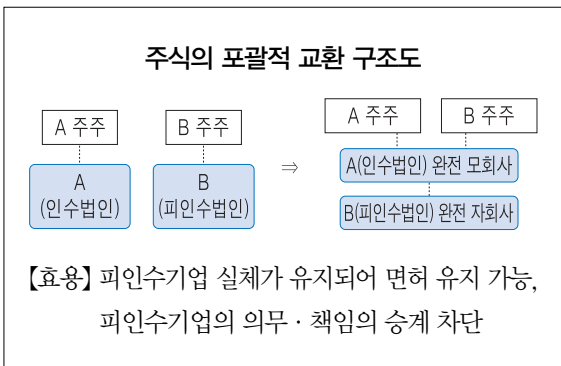 주식의 포괄적 교환 구조도
A 주주
B 주주
A
(인수법인)
B
(피인수법인)
⇒
A 주주
B 주주
A(인수법인) 완전 모회사
B(피인수법인) 완전 자회사
【효용】 피인수기업 실체가 유지되어 면허 유지 가능,
피인수기업의 의무 · 책임의 승계 차단